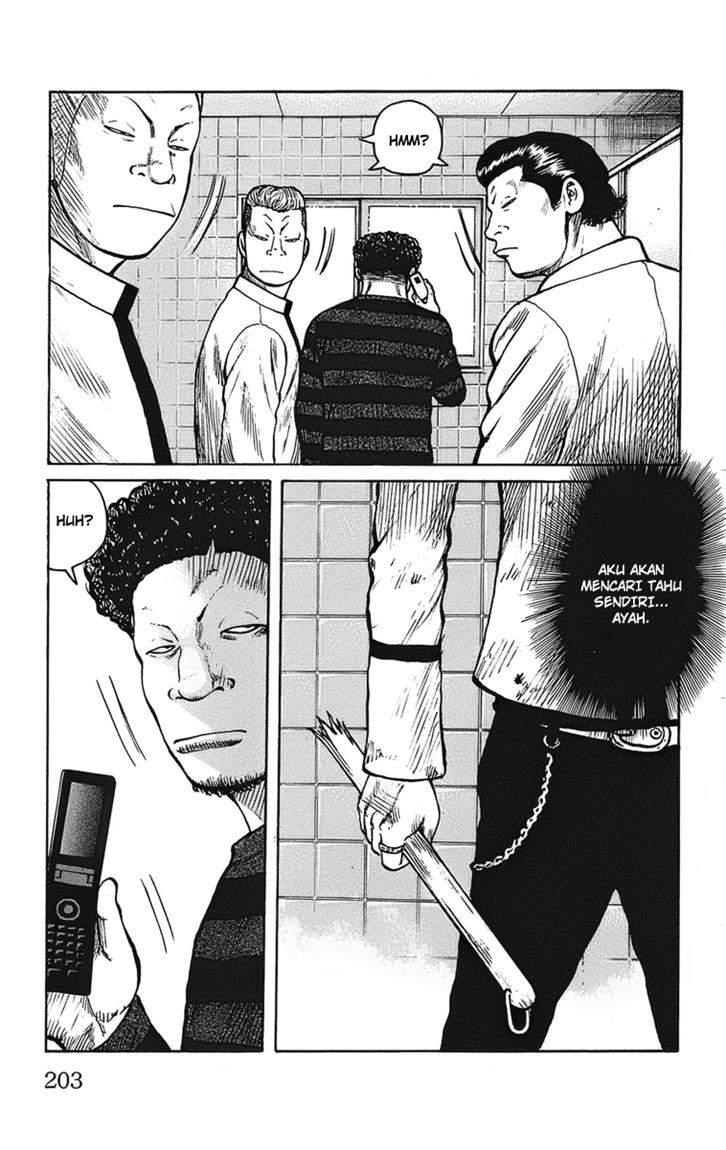 HMM?
HUH?
AKU AKAN
MENCARI TAHU
SENDIRI...
AYAH.
203